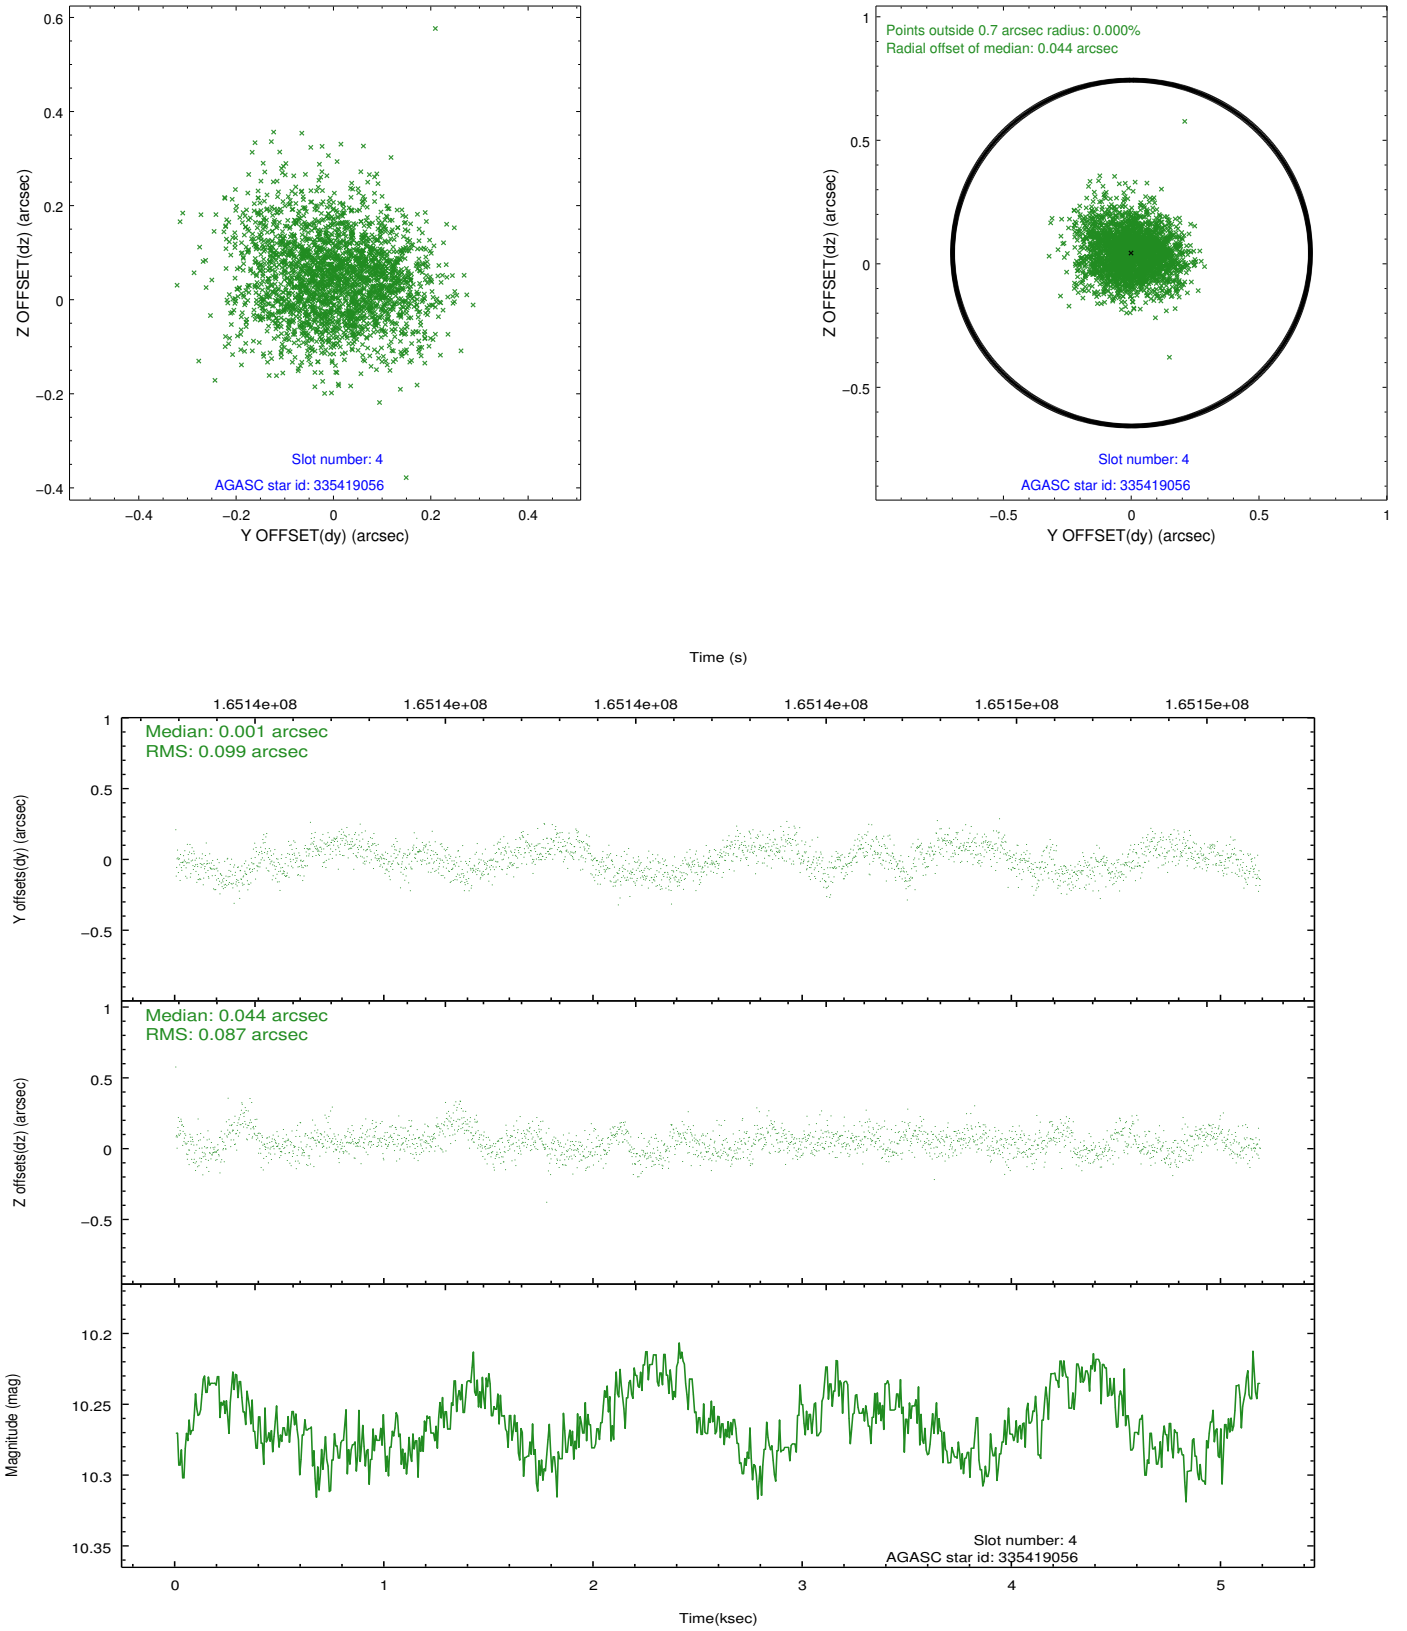 0.6
0.4
0.2
0
−0.2
−0.4
Z OFFSET(dz) (arcsec)
Slot number: 4
AGASC star id: 335419056
−0.4 −0.2 0 0.2 0.4
Y OFFSET(dy) (arcsec)
Points outside 0.7 arcsec radius: 0.000%
Radial offset of median: 0.044 arcsec
1
0.5
0
−0.5
Z OFFSET(dz) (arcsec)
Slot number: 4
AGASC star id: 335419056
−0.5 0 0.5 1
Y OFFSET(dy) (arcsec)
Time (s)
1.6514e+08 1.6514e+08 1.6514e+08 1.6514e+08 1.6515e+08 1.6515e+08
Median: 0.001 arcsec
RMS: 0.099 arcsec
1
0.5
0
−0.5
Y offsets(dy) (arcsec)
Median: 0.044 arcsec
RMS: 0.087 arcsec
1
0.5
0
−0.5
Z offsets(dz) (arcsec)
10.2
10.25
10.3
10.35
Magnitude (mag)
Slot number: 4
AGASC star id: 335419056
0 1 2 3 4 5
Time(ksec)